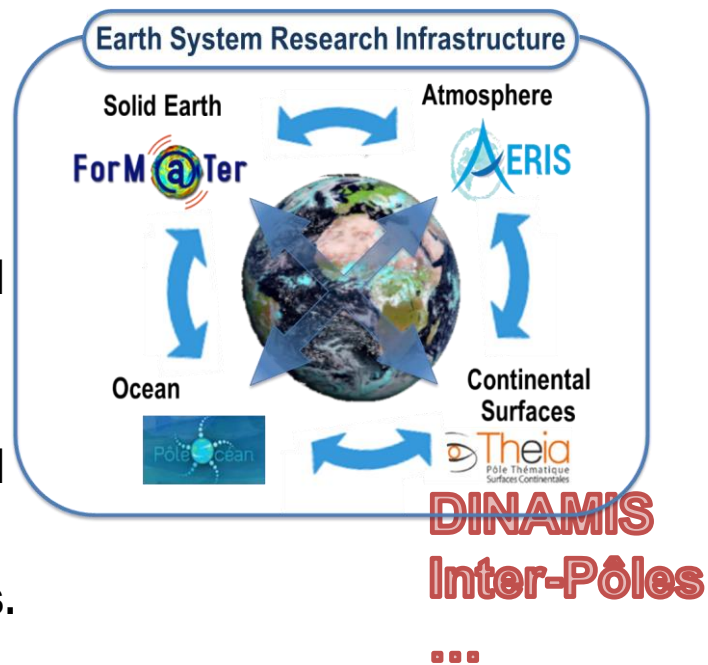 Earth System Research Infrastructure
Solid Earth
Atmosphere
ForM@Ter
AERIS
Ocean
Continental
Surfaces
Pôle Océan
Theia
Pôle Thématique
Surfaces Continentales
DINAMIS
Inter-Pôles
s.
...